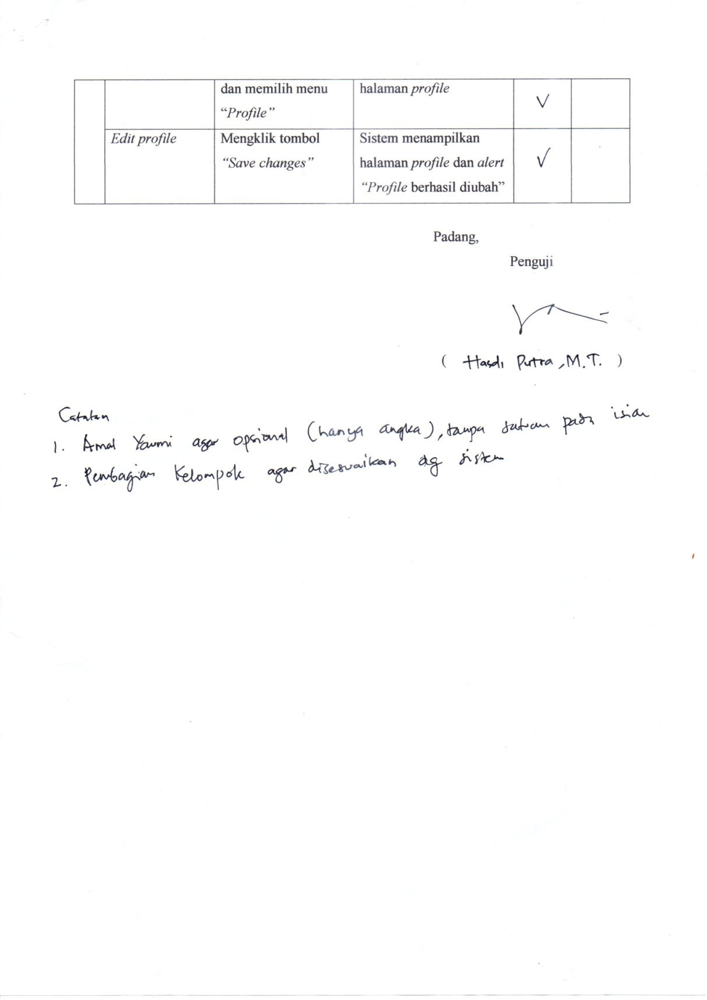 dan memilih menu
“Profile”
halaman profile
V
Edit profile
Mengklik tombol
“Save changes”
Sistem menampilkan
halaman profile dan alert
“Profile berhasil diubah”
V
Padang,
Penguji
( Hasdi Putra, M.T. )
Catatan
1. Amal Yaumi agar opsional (hanya angka), tanpa satuan pada isian
2. Pembagian Kelompok agar disesuaikan dg sistem